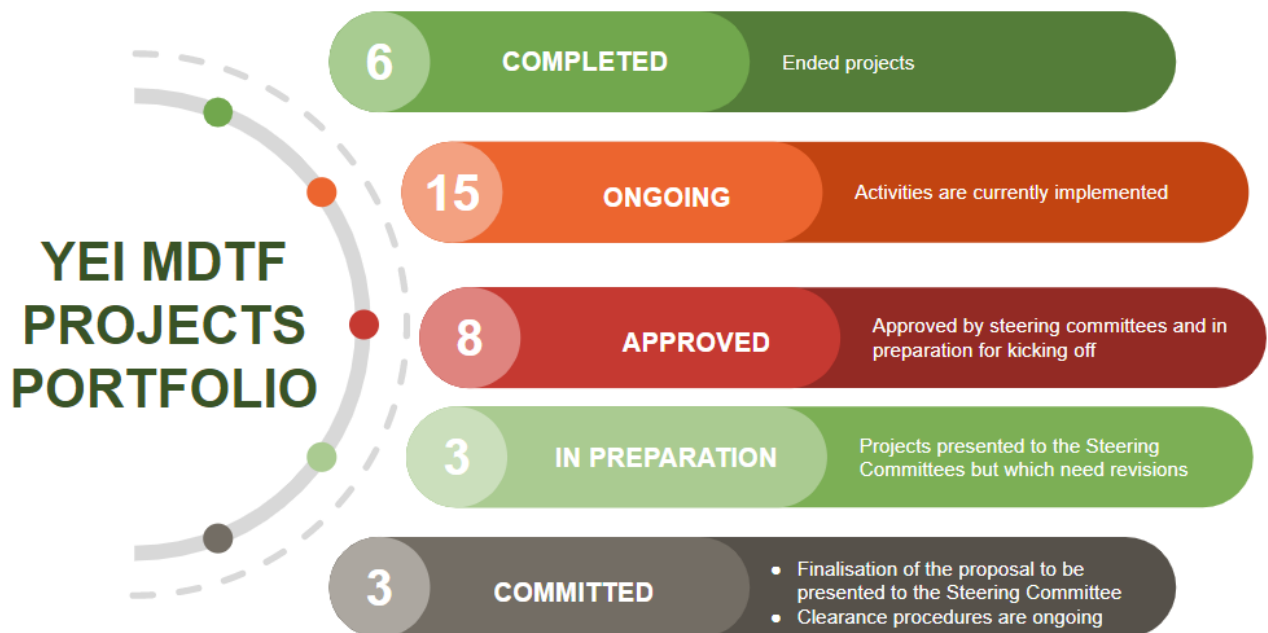 YEI MDTF
PROJECTS
PORTFOLIO
6
COMPLETED
Ended projects
15
ONGOING
Activities are currently implemented
8
APPROVED
Approved by steering committees and in
preparation for kicking off
3
IN PREPARATION
Projects presented to the Steering
Committees but which need revisions
3
COMMITTED
● Finalisation of the proposal to be
presented to the Steering Committee
● Clearance procedures are ongoing